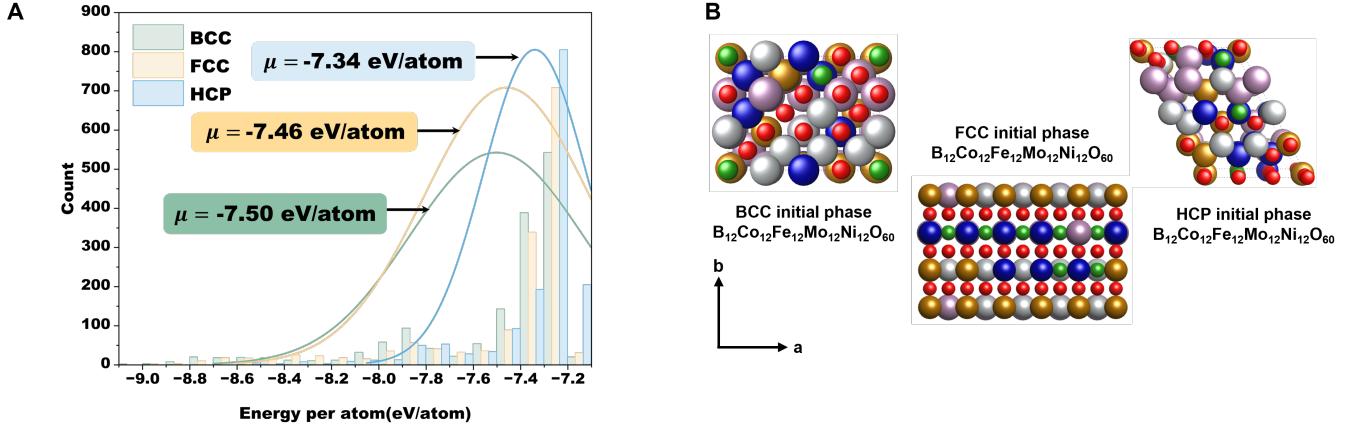 A
900
800
700
600
500
400
300
200
100
0
Count
BCC
FCC
HCP
μ = -7.34 eV/atom
μ = -7.46 eV/atom
μ = -7.50 eV/atom
−9.0 −8.8 −8.6 −8.4 −8.2 −8.0 −7.8 −7.6 −7.4 −7.2
Energy per atom(eV/atom)
B
BCC initial phase
B₁₂Co₁₂Fe₁₂Mo₁₂Ni₁₂O₆₀
FCC initial phase
B₁₂Co₁₂Fe₁₂Mo₁₂Ni₁₂O₆₀
HCP initial phase
B₁₂Co₁₂Fe₁₂Mo₁₂Ni₁₂O₆₀
b
a